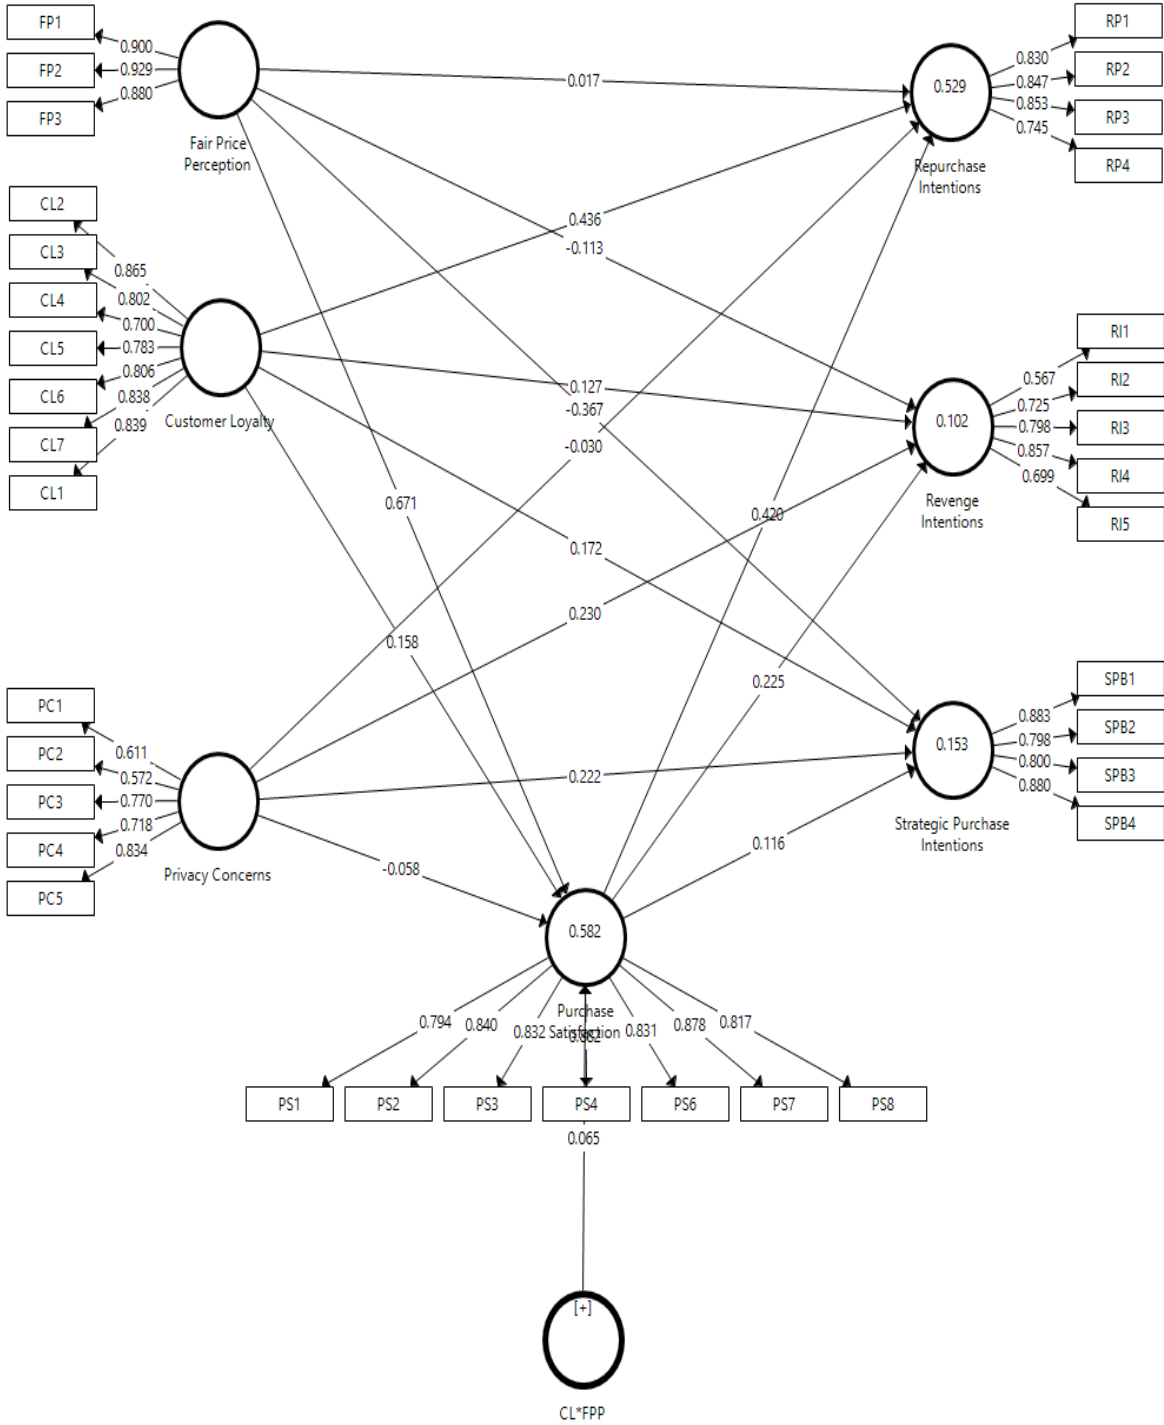 FP1
FP2
FP3
0.900
0.929
0.880
Fair Price
Perception
CL2
CL3
CL4
CL5
CL6
CL7
CL1
0.865
0.802
0.700
0.783
0.806
0.838
0.839
Customer Loyalty
PC1
PC2
PC3
PC4
PC5
0.611
0.572
0.770
0.718
0.834
Privacy Concerns
0.017
0.436
-0.113
0.127
-0.367
-0.030
0.671
0.172
0.420
0.230
0.158
0.225
0.222
0.116
-0.058
0.529
Repurchase
Intentions
0.830
0.847
0.853
0.745
RP1
RP2
RP3
RP4
0.102
Revenge
Intentions
0.567
0.725
0.798
0.857
0.699
RI1
RI2
RI3
RI4
RI5
0.153
Strategic Purchase
Intentions
0.883
0.798
0.800
0.880
SPB1
SPB2
SPB3
SPB4
0.582
Purchase
Satisfaction
0.794
0.840
0.832
0.831
0.878
0.817
PS1
PS2
PS3
PS4
PS6
PS7
PS8
0.065
[+]
CL*FPP